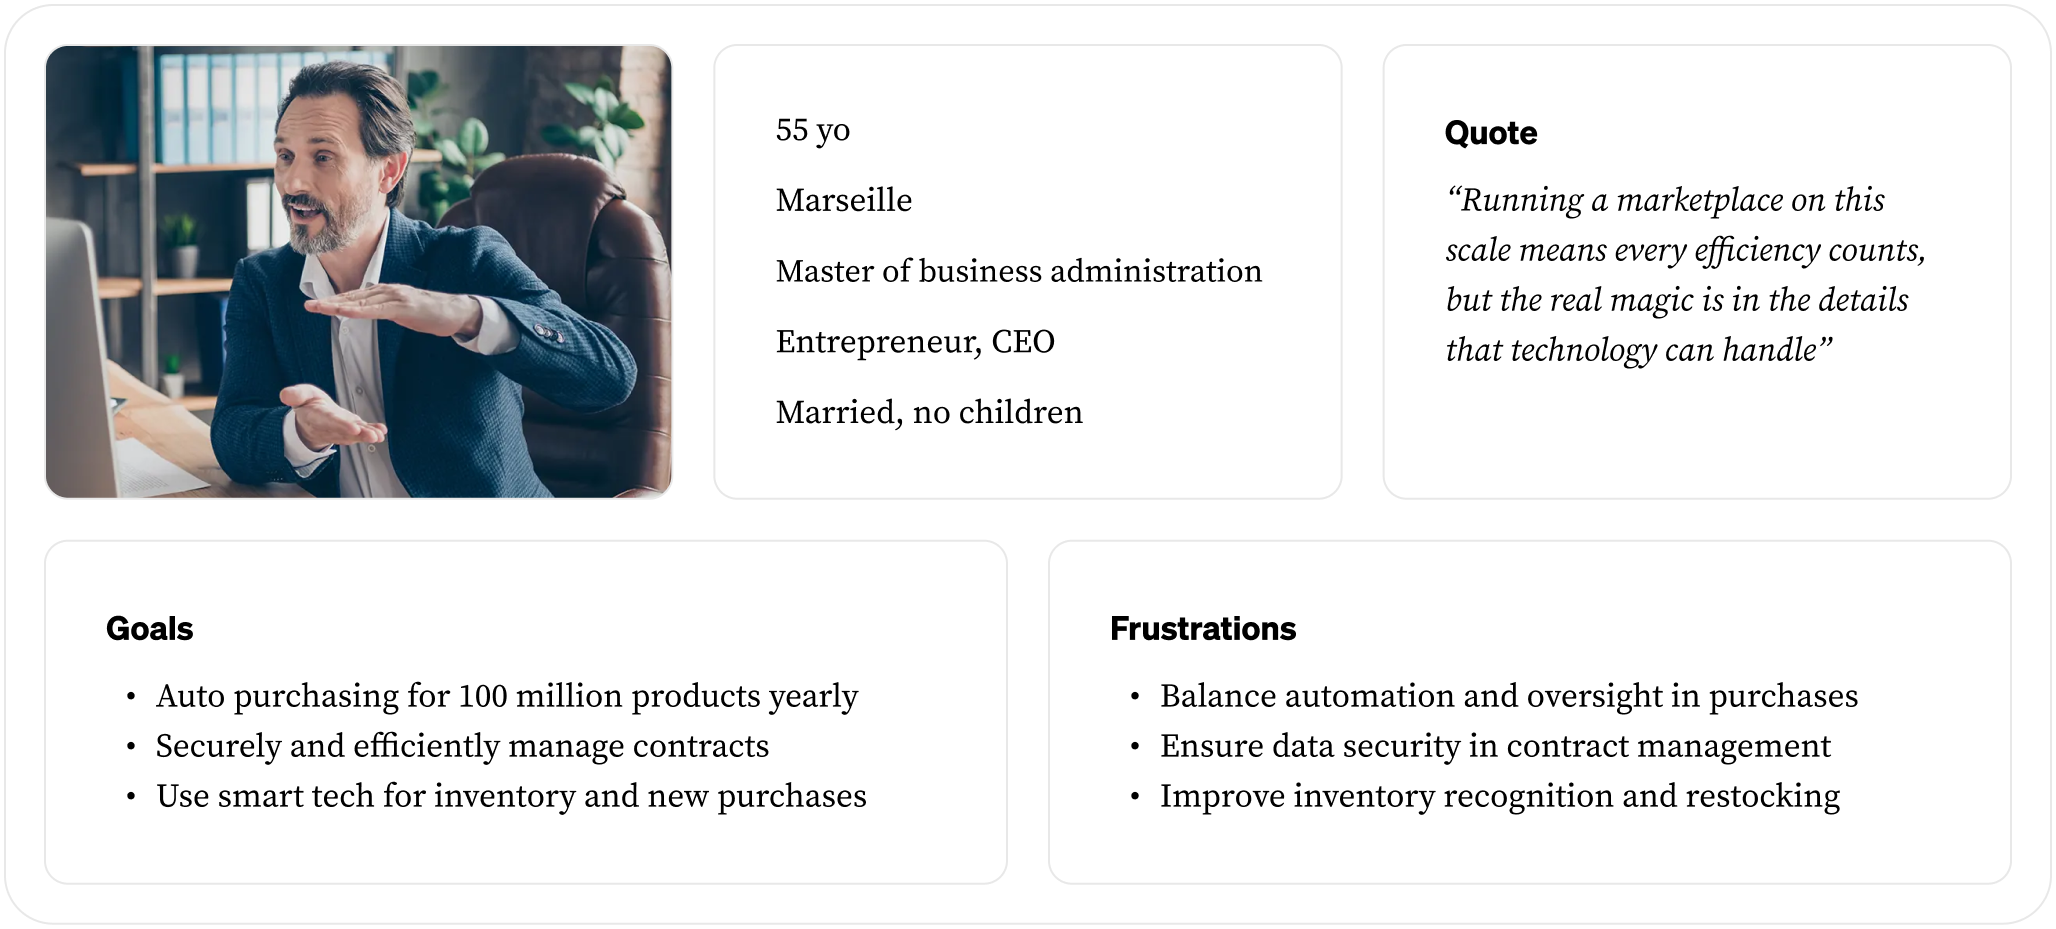 55 yo
Marseille
Master of business administration
Entrepreneur, CEO
Married, no children
Quote
“Running a marketplace on this
scale means every efficiency counts,
but the real magic is in the details
that technology can handle”
Goals
• Auto purchasing for 100 million products yearly
• Securely and efficiently manage contracts
• Use smart tech for inventory and new purchases
Frustrations
• Balance automation and oversight in purchases
• Ensure data security in contract management
• Improve inventory recognition and restocking